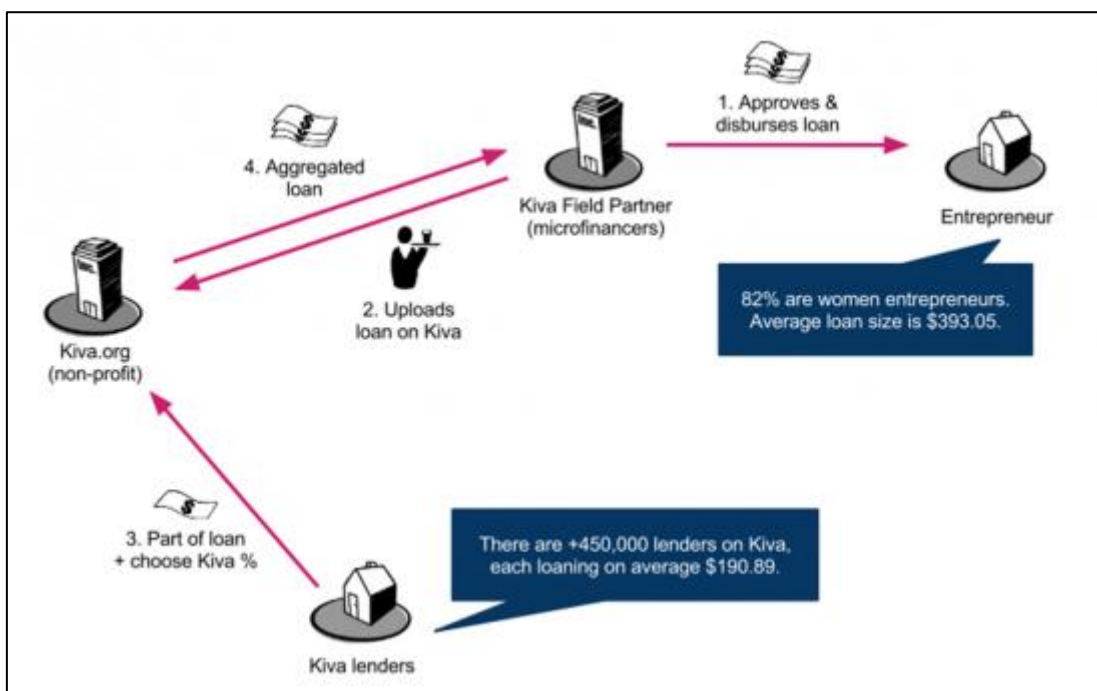 1. Approves &
disburses loan
4. Aggregated
loan
Kiva Field Partner
(microfinancers)
Entrepreneur
2. Uploads
loan on Kiva
82% are women entrepreneurs.
Average loan size is $393.05.
Kiva.org
(non-profit)
3. Part of loan
+ choose Kiva %
There are +450,000 lenders on Kiva,
each loaning on average $190.89.
Kiva lenders